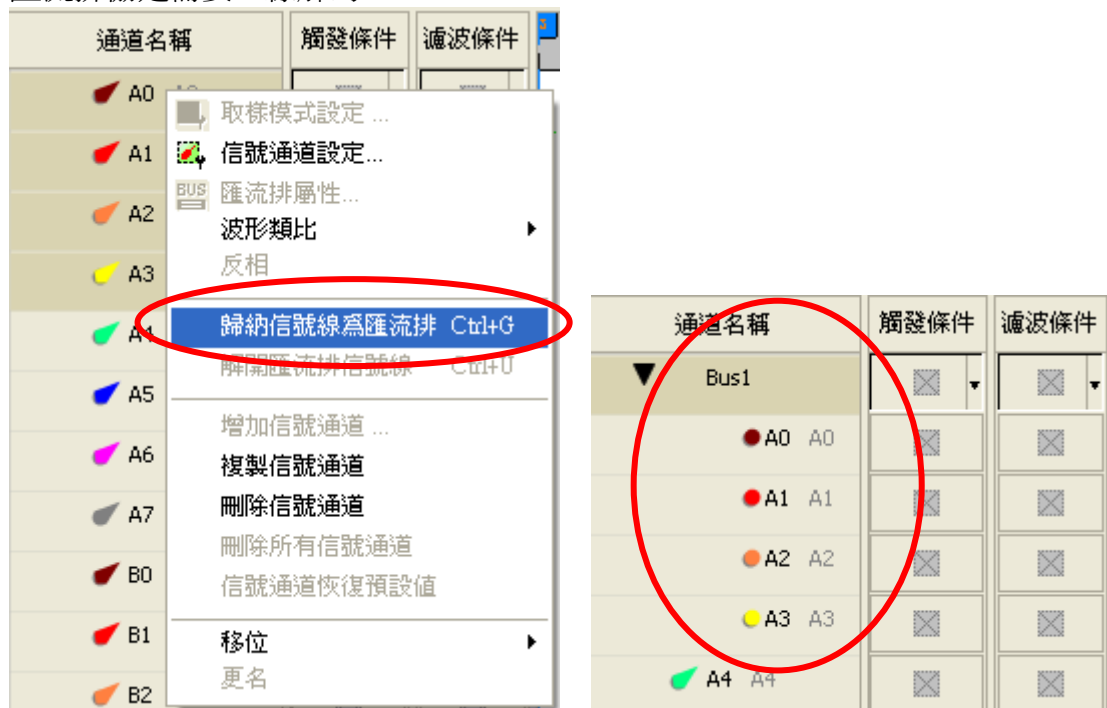 通道名稱 觸發條件 濾波條件
A0
取樣模式設定 ...
A1
信號通道設定...
BUS 匯流排屬性...
A2
波形類比
反相
A3
歸納信號線爲匯流排 Ctrl+G
A4
解開匯流排信號線 Ctrl+U
A5
增加信號通道 ...
A6
複製信號通道
刪除信號通道
A7
刪除所有信號通道
B0
信號通道恢復預設値
B1
移位
更名
B2
通道名稱 觸發條件 濾波條件
Bus1
A0 A0
A1 A1
A2 A2
A3 A3
A4 A4